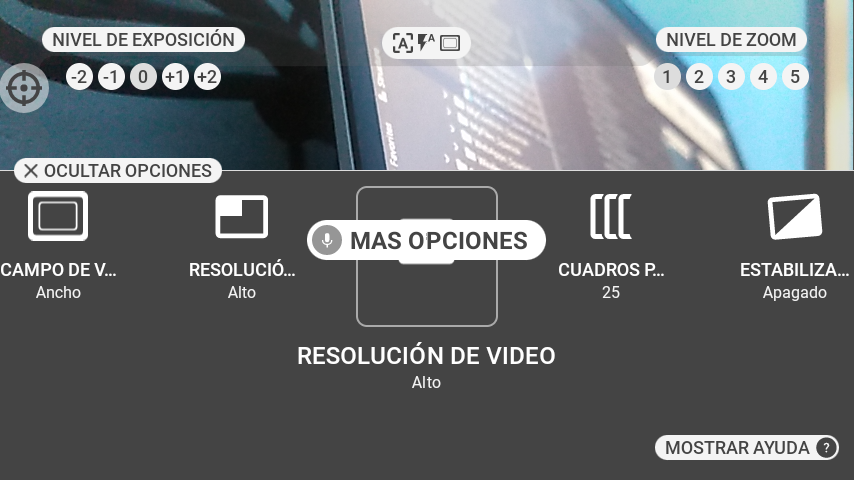 NIVEL DE EXPOSICIÓN
-2 -1 0 +1 +2
A A
NIVEL DE ZOOM
1 2 3 4 5
Favorites
OCULTAR OPCIONES
MAS OPCIONES
CAMPO DE V...
Ancho
RESOLUCIÓ...
Alto
CUADROS P...
25
ESTABILIZA...
Apagado
RESOLUCIÓN DE VIDEO
Alto
MOSTRAR AYUDA ?